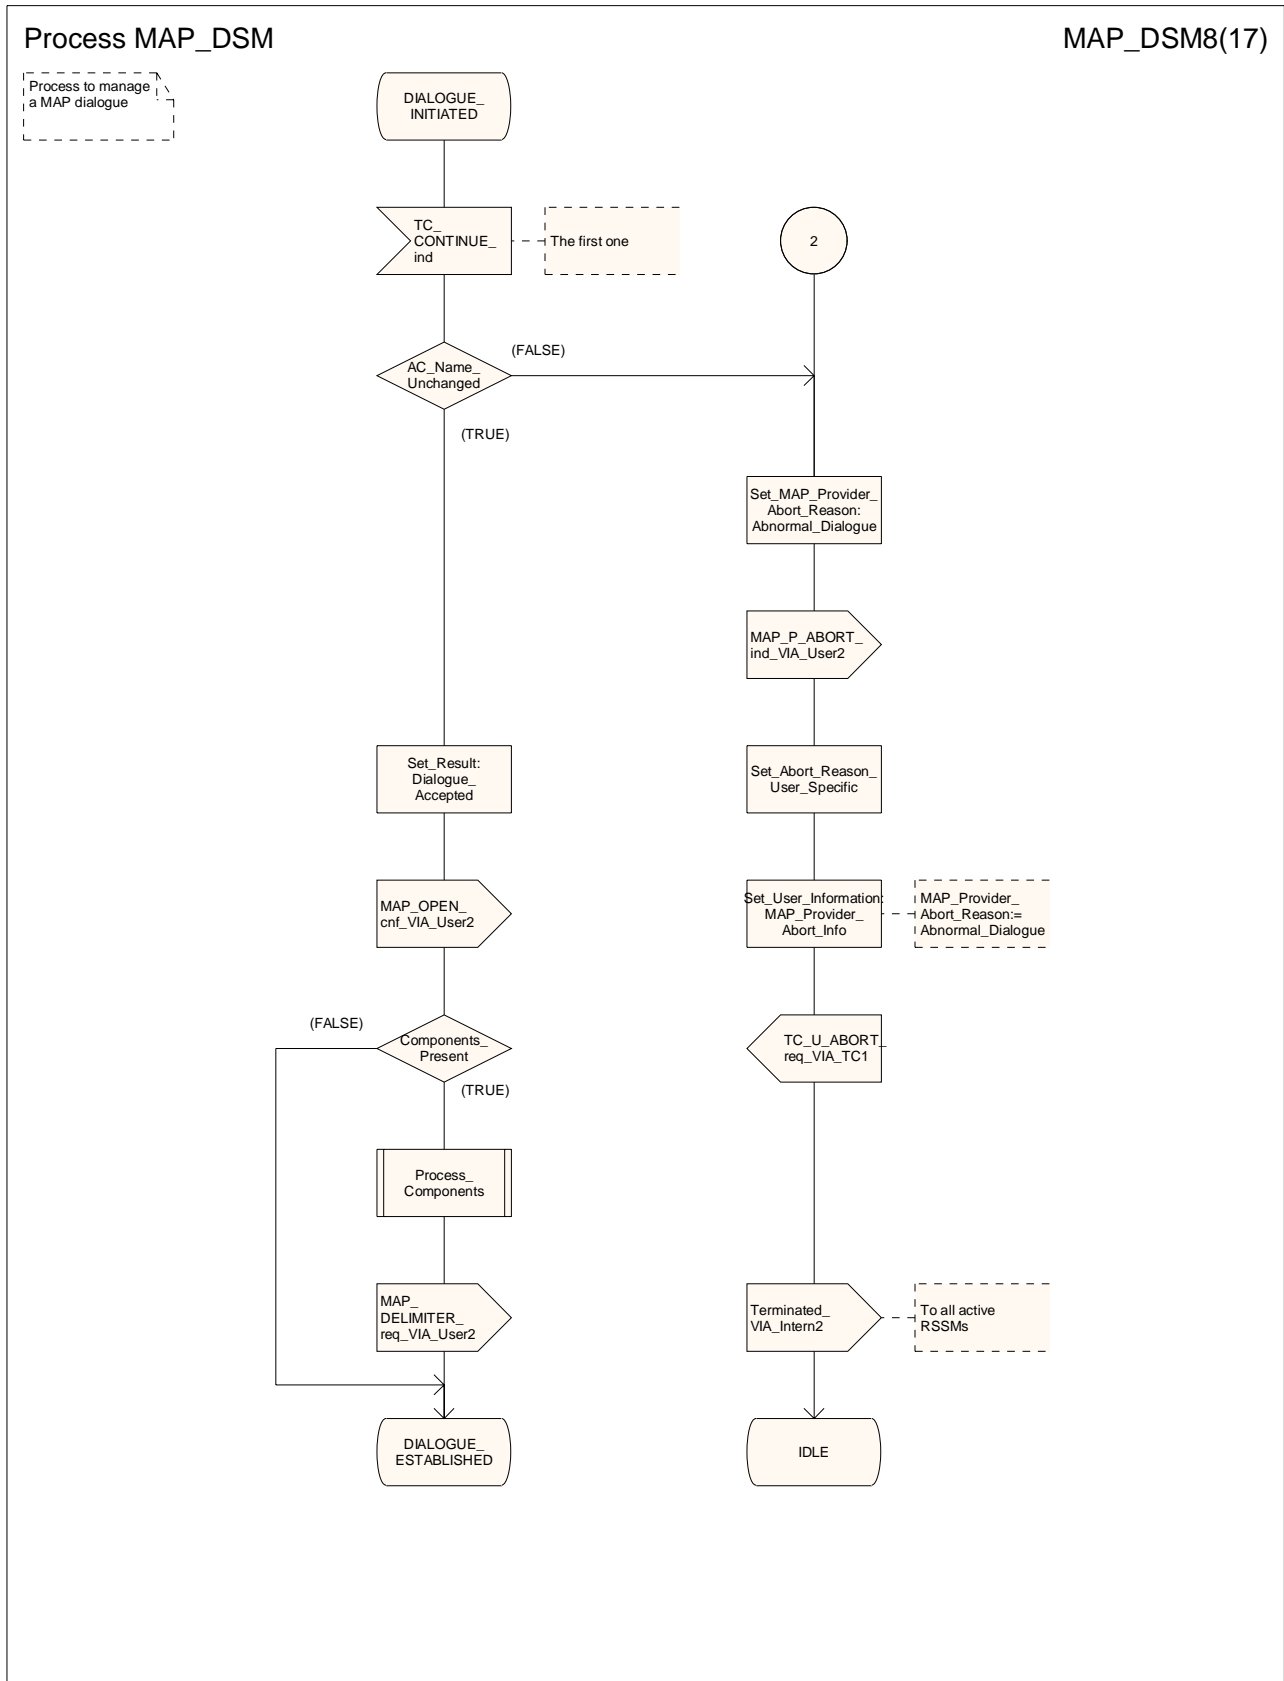 Process MAP_DSM
MAP_DSM8(17)
Process to manage
a MAP dialogue
DIALOGUE_
INITIATED
TC_
CONTINUE_
ind
The first one
2
AC_Name_
Unchanged
(FALSE)
(TRUE)
Set_MAP_Provider_
Abort_Reason:
Abnormal_Dialogue
MAP_P_ABORT_
ind_VIA_User2
Set_Result:
Dialogue_
Accepted
Set_Abort_Reason_
User_Specific
MAP_OPEN_
cnf_VIA_User2
Set_User_Information:
MAP_Provider_
Abort_Info
MAP_Provider_
Abort_Reason:=
Abnormal_Dialogue
(FALSE)
Components_
Present
(TRUE)
TC_U_ABORT_
req_VIA_TC1
Process_
Components
MAP_
DELIMITER_
req_VIA_User2
Terminated_
VIA_Intern2
To all active
RSSMs
DIALOGUE_
ESTABLISHED
IDLE